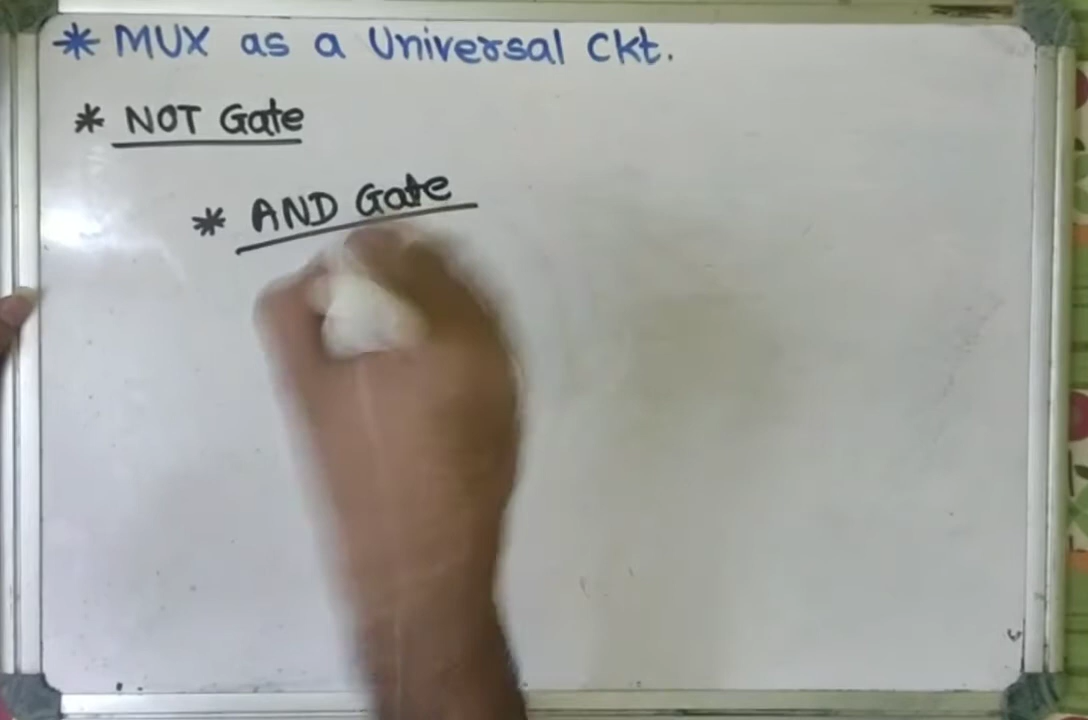 * MUX as a Universal Ckt.
* NOT Gate
* AND Gate